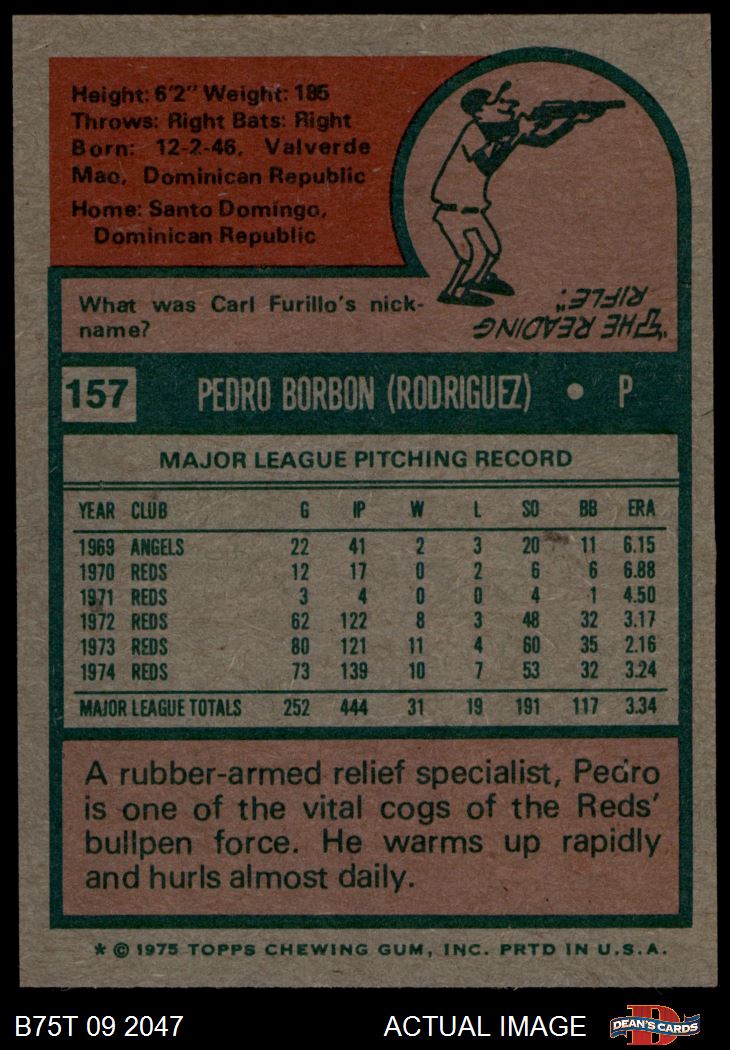 Height: 6'2" Weight: 185
Throws: Right Bats: Right
Born: 12-2-46, Valverde
Mao, Dominican Republic
Home: Santo Domingo,
Dominican Republic
What was Carl Furillo's nick-
name?
"THE READING
RIFLE."
157 PEDRO BORBON (RODRIGUEZ) • P
MAJOR LEAGUE PITCHING RECORD
YEAR CLUB G IP W L SO BB ERA
1969 ANGELS 22 41 2 3 20 11 6.15
1970 REDS 12 17 0 2 6 6 6.88
1971 REDS 3 4 0 0 4 1 4.50
1972 REDS 62 122 8 3 48 32 3.17
1973 REDS 80 121 11 4 60 35 2.16
1974 REDS 73 139 10 7 53 32 3.24
MAJOR LEAGUE TOTALS 252 444 31 19 191 117 3.34
A rubber-armed relief specialist, Pedro
is one of the vital cogs of the Reds'
bullpen force. He warms up rapidly
and hurls almost daily.
* © 1975 TOPPS CHEWING GUM, INC. PRTD IN U.S.A.
B75T 09 2047 ACTUAL IMAGE
D
DEAN'S CARDS